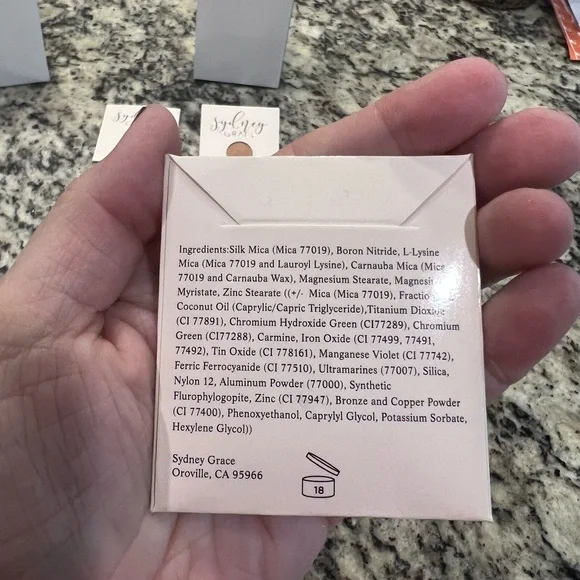 Sydney
Sydney
GRACE
Ingredients:Silk Mica (Mica 77019), Boron Nitride, L-Lysine
Mica (Mica 77019 and Lauroyl Lysine), Carnauba Mica (Mica
77019 and Carnauba Wax), Magnesium Stearate, Magnesium
Myristate, Zinc Stearate ((+/- Mica (Mica 77019), Fractio
Coconut Oil (Caprylic/Capric Triglyceride),Titanium Dioxide
(CI 77891), Chromium Hydroxide Green (CI77289), Chromium
Green (CI77288), Carmine, Iron Oxide (CI 77499, 77491,
77492), Tin Oxide (CI 778161), Manganese Violet (CI 77742),
Ferric Ferrocyanide (CI 77510), Ultramarines (77007), Silica,
Nylon 12, Aluminum Powder (77000), Synthetic
Flurophylogopite, Zinc (CI 77947), Bronze and Copper Powder
(CI 77400), Phenoxyethanol, Caprylyl Glycol, Potassium Sorbate,
Hexylene Glycol))
Sydney Grace
Oroville, CA 95966
18